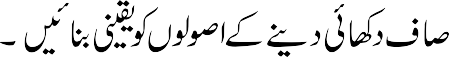 صاف دکھائی دینے کے اصولوں کو یقینی بنائیں ۔